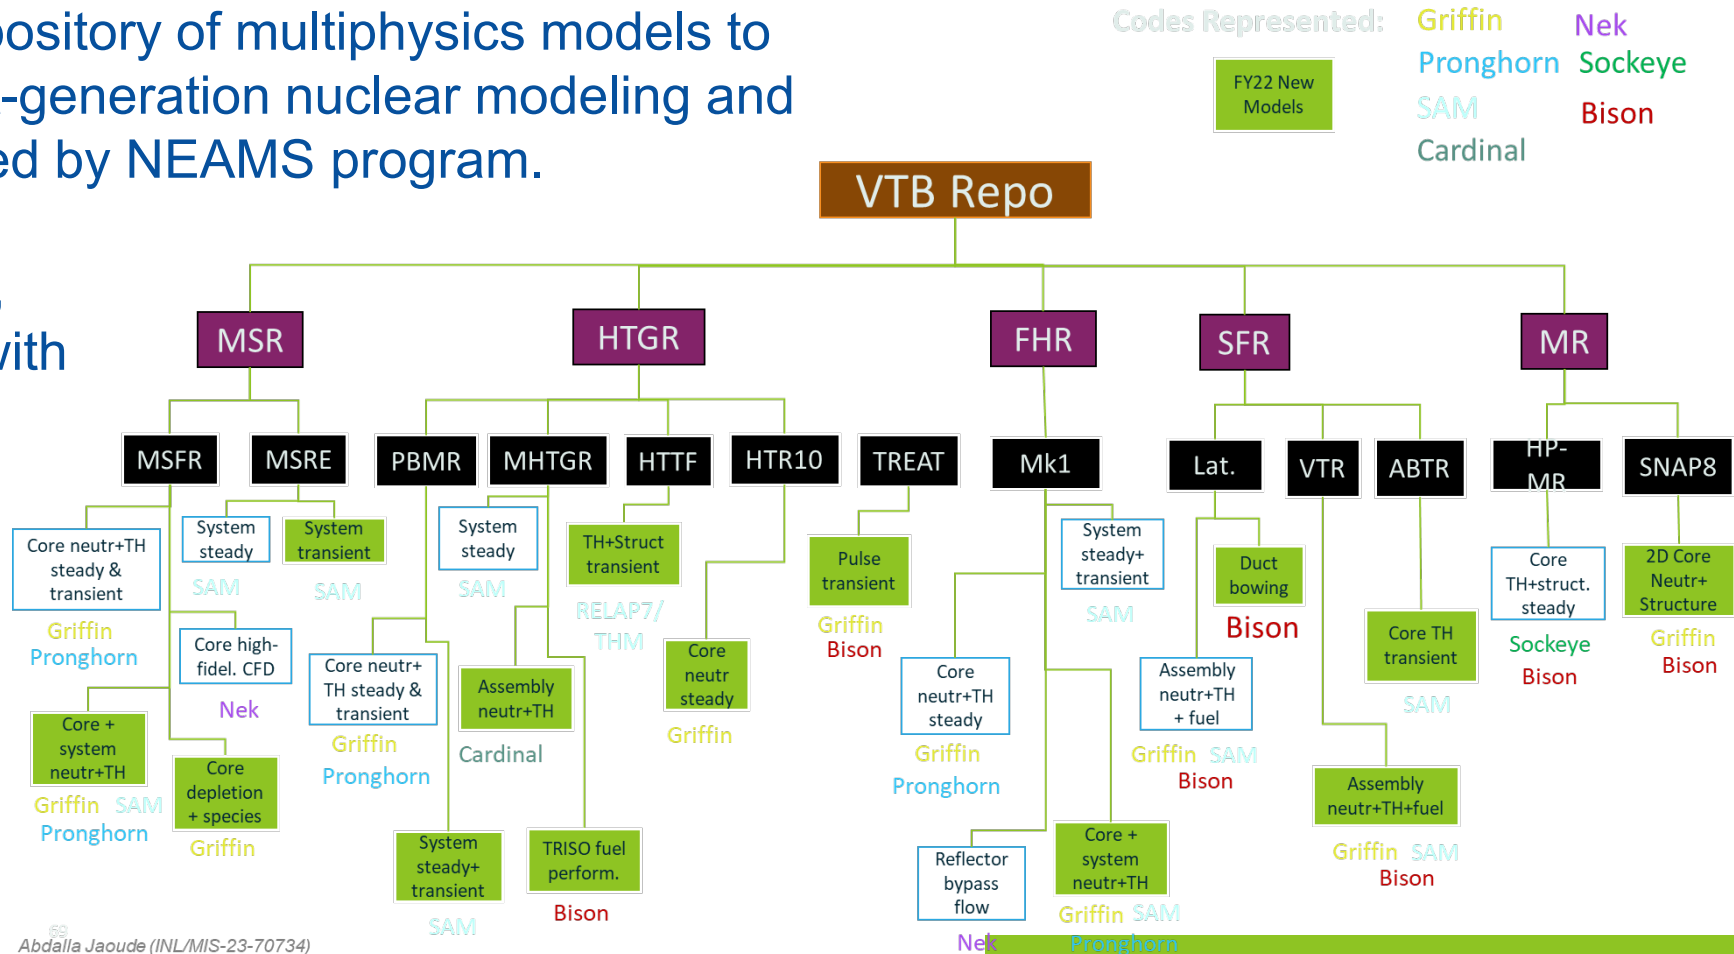 pository of multiphysics models to
-generation nuclear modeling and
ed by NEAMS program.
,
with
Codes Represented:
Griffin
Nek
Pronghorn
Sockeye
SAM
Bison
Cardinal
FY22 New
Models
VTB Repo
MSR
HTGR
FHR
SFR
MR
MSFR
MSRE
PBMR
MHTGR
HTTF
HTR10
TREAT
Mk1
Lat.
VTR
ABTR
HP-
MR
SNAP8
Core neutr+TH
steady &
transient
Griffin
Pronghorn
System
steady
SAM
System
transient
SAM
Core high-
fidel. CFD
Nek
Core +
system
neutr+TH
Griffin SAM
Pronghorn
Core
depletion
+ species
Griffin
Core neutr+
TH steady &
transient
Griffin
Pronghorn
System
steady+
transient
SAM
System
steady
SAM
Assembly
neutr+TH
Cardinal
TRISO fuel
perform.
Bison
TH+Struct
transient
RELAP7/
THM
Core
neutr
steady
Griffin
Pulse
transient
Griffin
Bison
System
steady+
transient
SAM
Core
neutr+TH
steady
Griffin
Pronghorn
Reflector
bypass
flow
Nek
Core +
system
neutr+TH
Griffin SAM
Pronghorn
Duct
bowing
Bison
Assembly
neutr+TH
+ fuel
Griffin SAM
Bison
Core TH
transient
SAM
Assembly
neutr+TH+fuel
Griffin SAM
Bison
Core
TH+struct.
steady
Sockeye
Bison
2D Core
Neutr+
Structure
Griffin
Bison
69
Abdalla Jaoude (INL/MIS-23-70734)